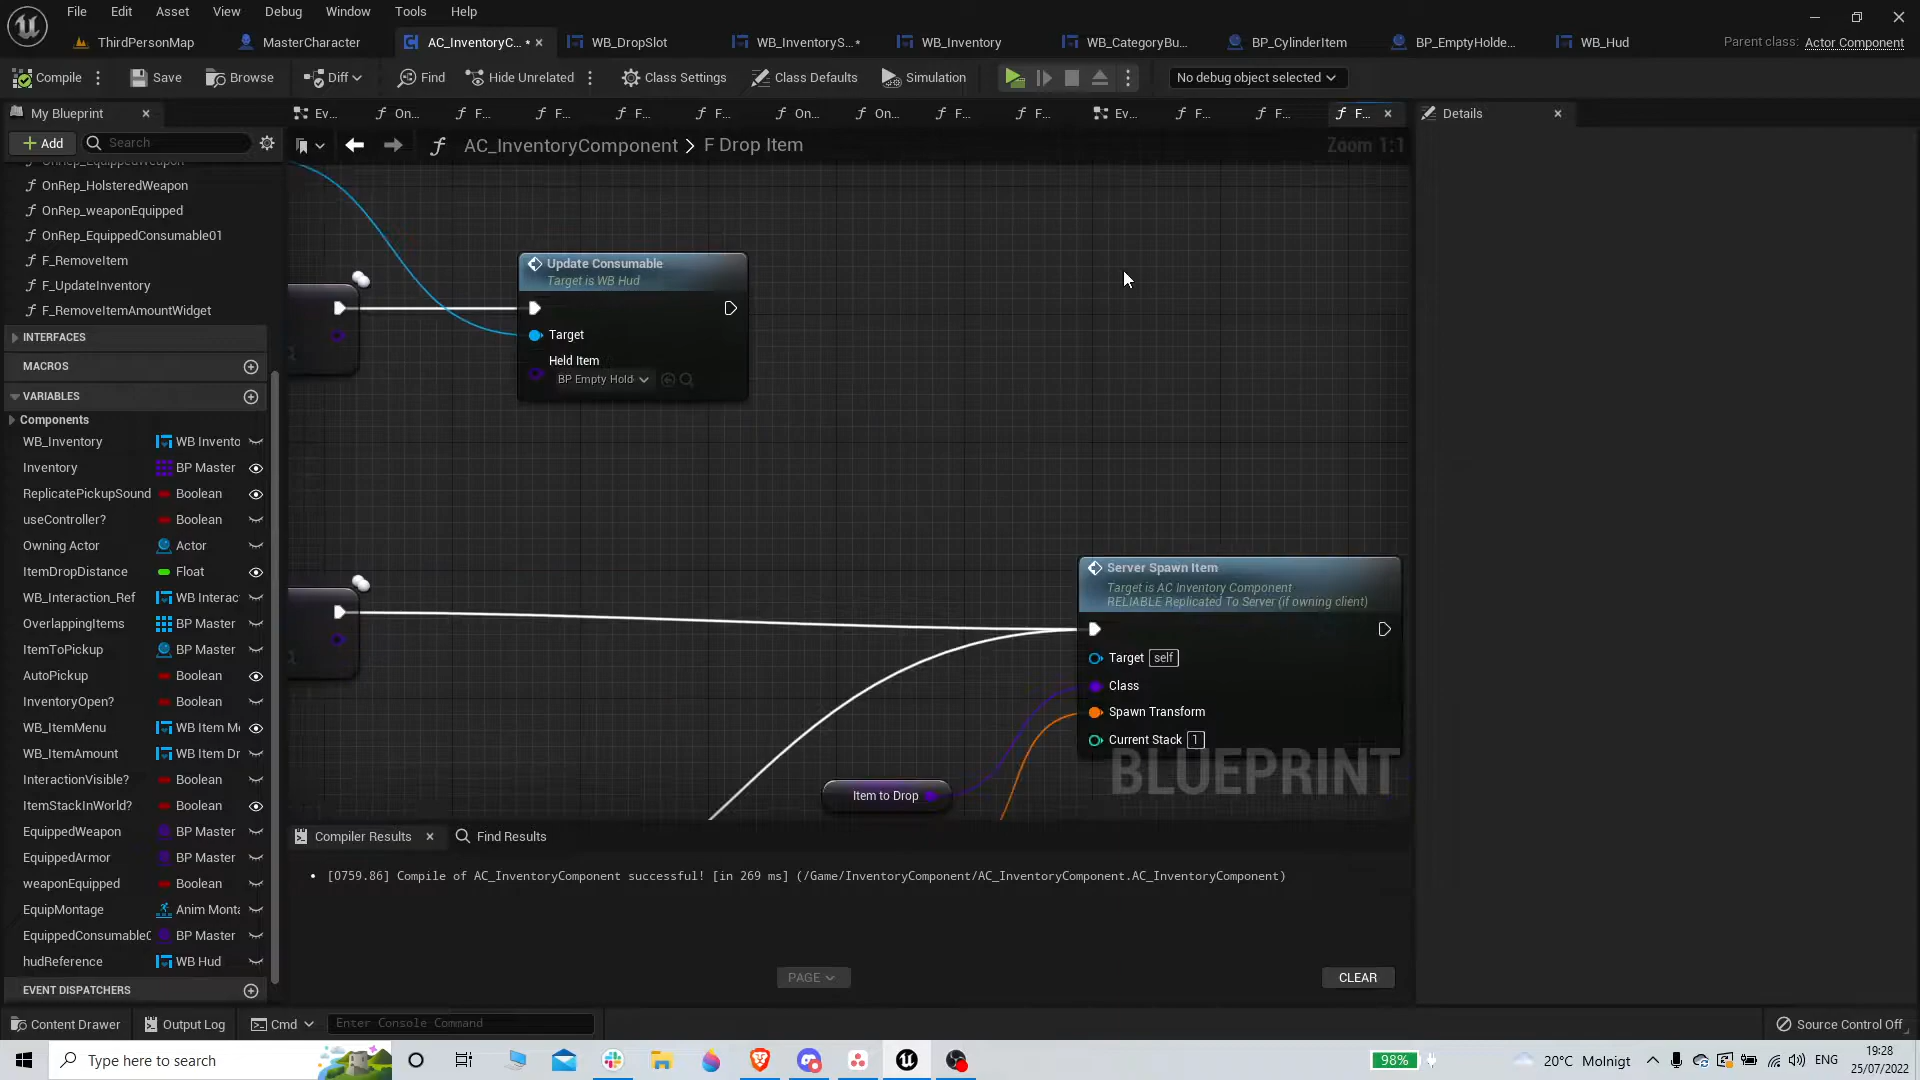 File Edit Asset View Debug Window Tools Help
ThirdPersonMap MasterCharacter AC_InventoryC... * WB_DropSlot WB_InventoryS...* WB_Inventory WB_CategoryBu... BP_CylinderItem BP_EmptyHolde... WB_Hud Parent class: Actor Component
Compile Save Browse Diff Find Hide Unrelated Class Settings Class Defaults Simulation No debug object selected
My Blueprint Ev... On... F... F... F... F... On... On... F... F... Ev... F... F... F... Details
Add Search AC_InventoryComponent > F Drop Item Zoom 1:1
OnRep_EquippedWeapon
OnRep_HolsteredWeapon
OnRep_weaponEquipped
OnRep_EquippedConsumable01
F_RemoveItem
F_UpdateInventory
F_RemoveItemAmountWidget
INTERFACES
MACROS
VARIABLES
Components
WB_Inventory WB Invento
Inventory BP Master
ReplicatePickupSound Boolean
useController? Boolean
Owning Actor Actor
ItemDropDistance Float
WB_Interaction_Ref WB Interac
OverlappingItems BP Master
ItemToPickup BP Master
AutoPickup Boolean
InventoryOpen? Boolean
WB_ItemMenu WB Item M
WB_ItemAmount WB Item Dr
InteractionVisible? Boolean
ItemStackInWorld? Boolean
EquippedWeapon BP Master
EquippedArmor BP Master
weaponEquipped Boolean
EquipMontage Anim Monta
EquippedConsumable0 BP Master
hudReference WB Hud
EVENT DISPATCHERS
Update Consumable
Target is WB Hud
Target
Held Item
BP Empty Hold
Server Spawn Item
Target is AC Inventory Component
RELIABLE Replicated To Server (if owning client)
Target self
Class
Spawn Transform
Current Stack 1
BLUEPRINT
Item to Drop
Compiler Results Find Results
• [0759.86] Compile of AC_InventoryComponent successful! [in 269 ms] (/Game/InventoryComponent/AC_InventoryComponent.AC_InventoryComponent)
PAGE CLEAR
Content Drawer Output Log Cmd Enter Console Command Source Control Off
Type here to search 98% 20°C Molnigt ENG 19:28
25/07/2022